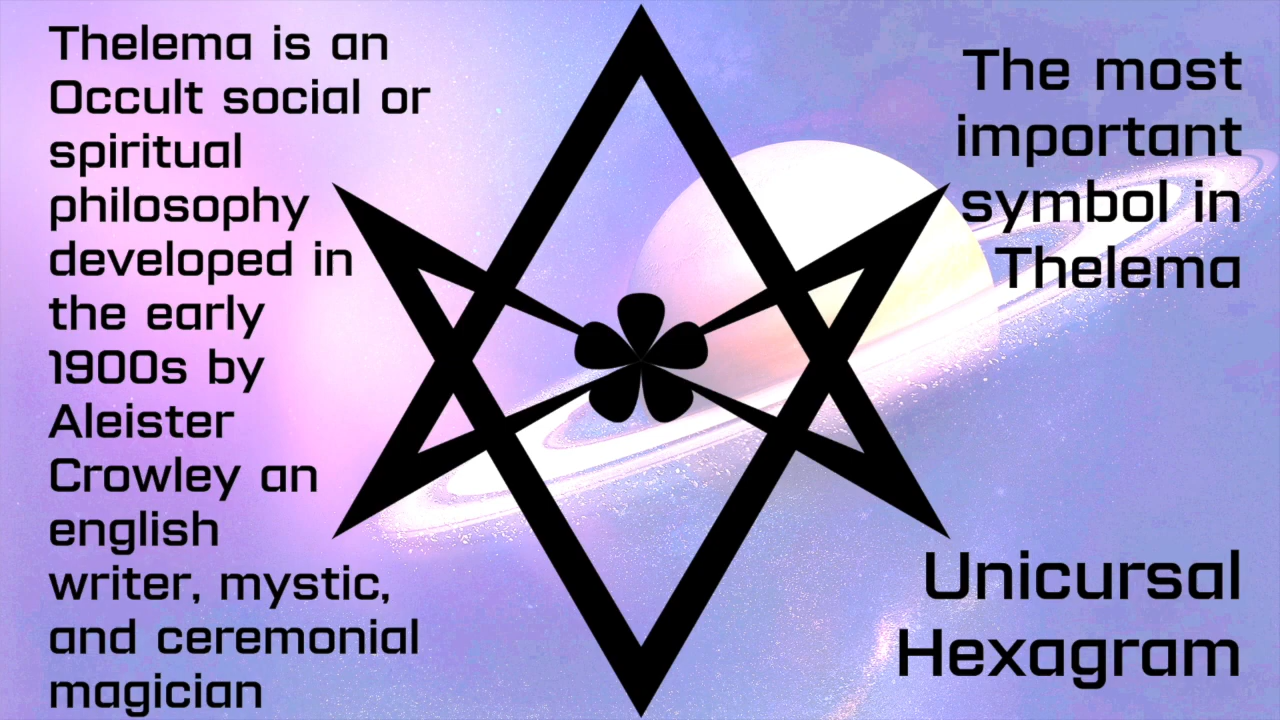 Thelema is an
Occult social or
spiritual
philosophy
developed in
the early
1900s by
Aleister
Crowley an
english
writer, mystic,
and ceremonial
magician
The most
important
symbol in
Thelema
Unicursal
Hexagram